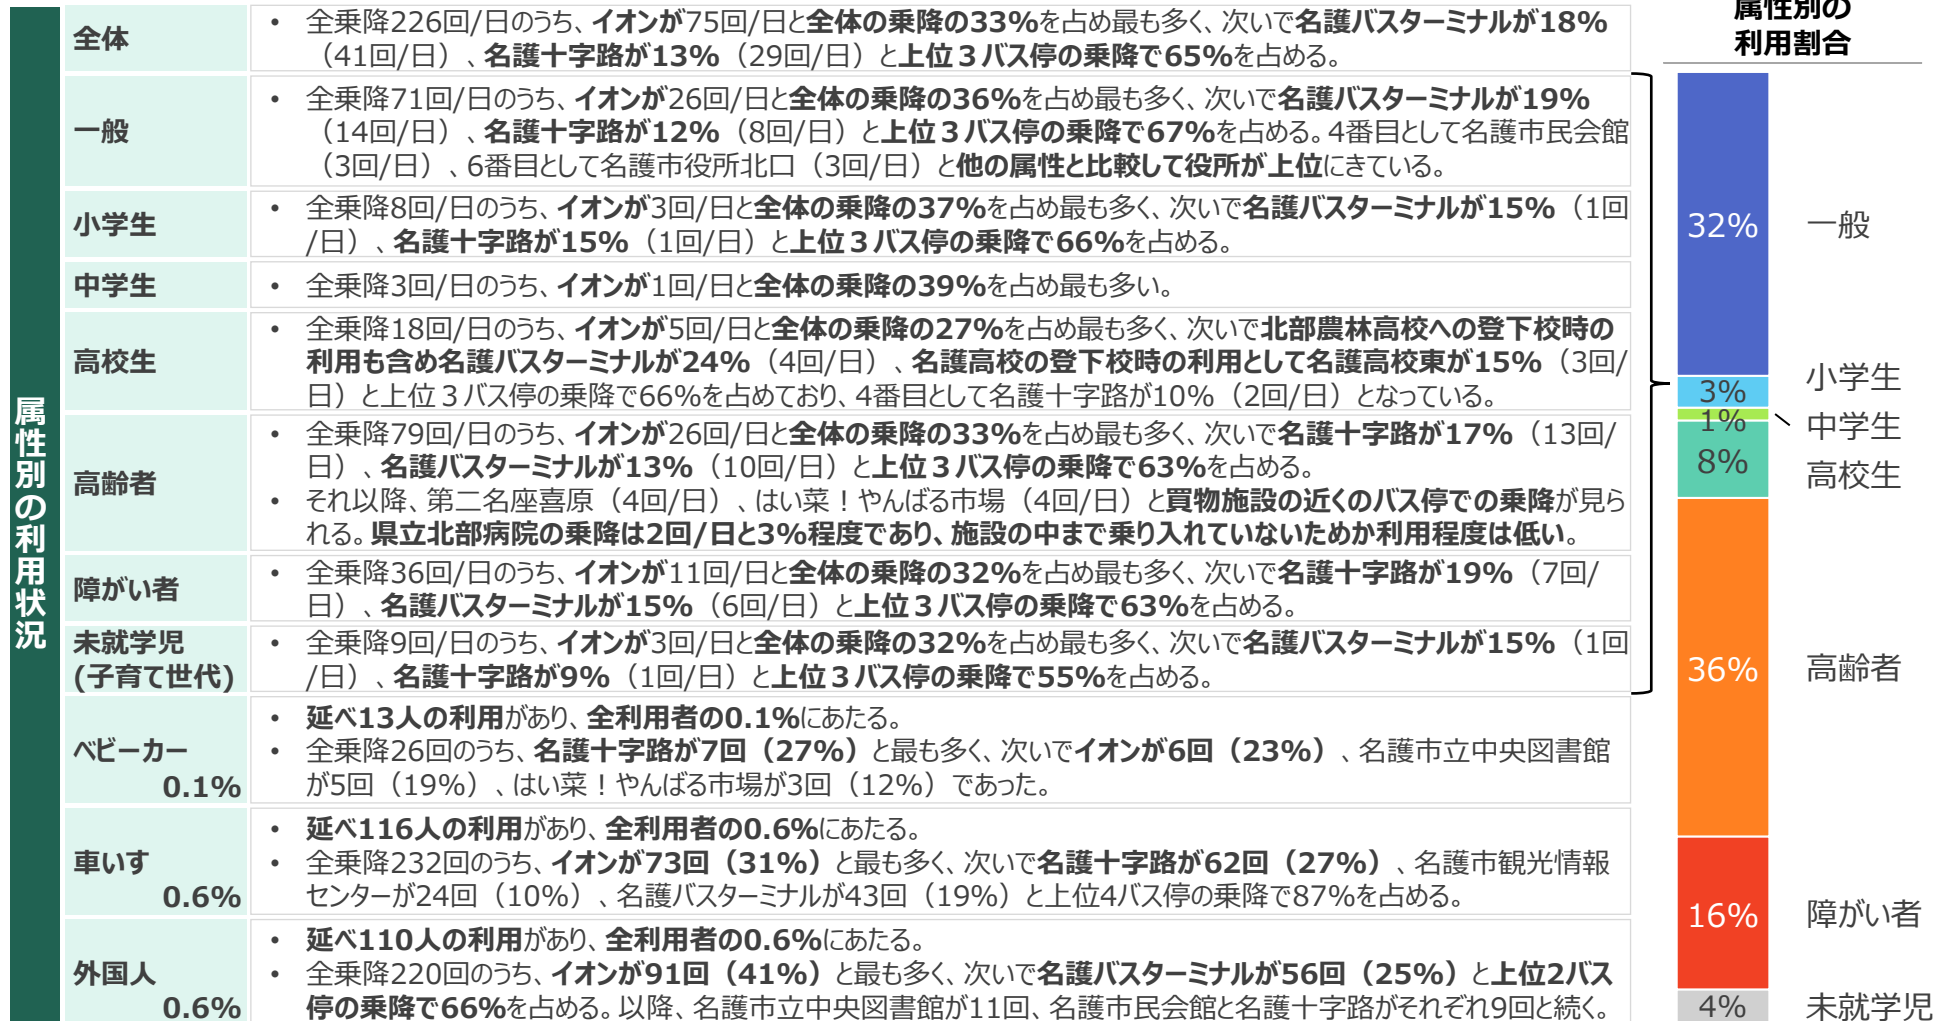 属性別の利用状況
全体
• 全乗降226回/日のうち、イオンが75回/日と全体の乗降の33%を占め最も多く、次いで名護バスターミナルが18%
（41回/日）、名護十字路が13%（29回/日）と上位３バス停の乗降で65%を占める。
一般
• 全乗降71回/日のうち、イオンが26回/日と全体の乗降の36%を占め最も多く、次いで名護バスターミナルが19%
（14回/日）、名護十字路が12%（8回/日）と上位３バス停の乗降で67%を占める。4番目として名護市民会館
（3回/日）、6番目として名護市役所北口（3回/日）と他の属性と比較して役所が上位にきている。
小学生
• 全乗降8回/日のうち、イオンが3回/日と全体の乗降の37%を占め最も多く、次いで名護バスターミナルが15%（1回
/日）、名護十字路が15%（1回/日）と上位３バス停の乗降で66%を占める。
中学生
• 全乗降3回/日のうち、イオンが1回/日と全体の乗降の39%を占め最も多い。
高校生
• 全乗降18回/日のうち、イオンが5回/日と全体の乗降の27%を占め最も多く、次いで北部農林高校への登下校時の
利用も含め名護バスターミナルが24%（4回/日）、名護高校の登下校時の利用として名護高校東が15%（3回/
日）と上位３バス停の乗降で66%を占めており、4番目として名護十字路が10%（2回/日）となっている。
高齢者
• 全乗降79回/日のうち、イオンが26回/日と全体の乗降の33%を占め最も多く、次いで名護十字路が17%（13回/
日）、名護バスターミナルが13%（10回/日）と上位３バス停の乗降で63%を占める。
• それ以降、第二名座喜原（4回/日）、はい菜！やんばる市場（4回/日）と買物施設の近くのバス停での乗降が見ら
れる。県立北部病院の乗降は2回/日と3%程度であり、施設の中まで乗り入れていないためか利用程度は低い。
障がい者
• 全乗降36回/日のうち、イオンが11回/日と全体の乗降の32%を占め最も多く、次いで名護十字路が19%（7回/
日）、名護バスターミナルが15%（6回/日）と上位３バス停の乗降で63%を占める。
未就学児
(子育て世代)
• 全乗降9回/日のうち、イオンが3回/日と全体の乗降の32%を占め最も多く、次いで名護バスターミナルが15%（1回
/日）、名護十字路が9%（1回/日）と上位３バス停の乗降で55%を占める。
ベビーカー
0.1%
• 延べ13人の利用があり、全利用者の0.1%にあたる。
• 全乗降26回のうち、名護十字路が7回（27%）と最も多く、次いでイオンが6回（23%）、名護市立中央図書館
が5回（19%）、はい菜！やんばる市場が3回（12%）であった。
車いす
0.6%
• 延べ116人の利用があり、全利用者の0.6%にあたる。
• 全乗降232回のうち、イオンが73回（31%）と最も多く、次いで名護十字路が62回（27%）、名護市観光情報
センターが24回（10%）、名護バスターミナルが43回（19%）と上位4バス停の乗降で87%を占める。
外国人
0.6%
• 延べ110人の利用があり、全利用者の0.6%にあたる。
• 全乗降220回のうち、イオンが91回（41%）と最も多く、次いで名護バスターミナルが56回（25%）と上位2バス
停の乗降で66%を占める。以降、名護市立中央図書館が11回、名護市民会館と名護十字路がそれぞれ9回と続く。
属性別の
利用割合
32% 一般
3% 小学生
1% 中学生
8% 高校生
36% 高齢者
16% 障がい者
4% 未就学児